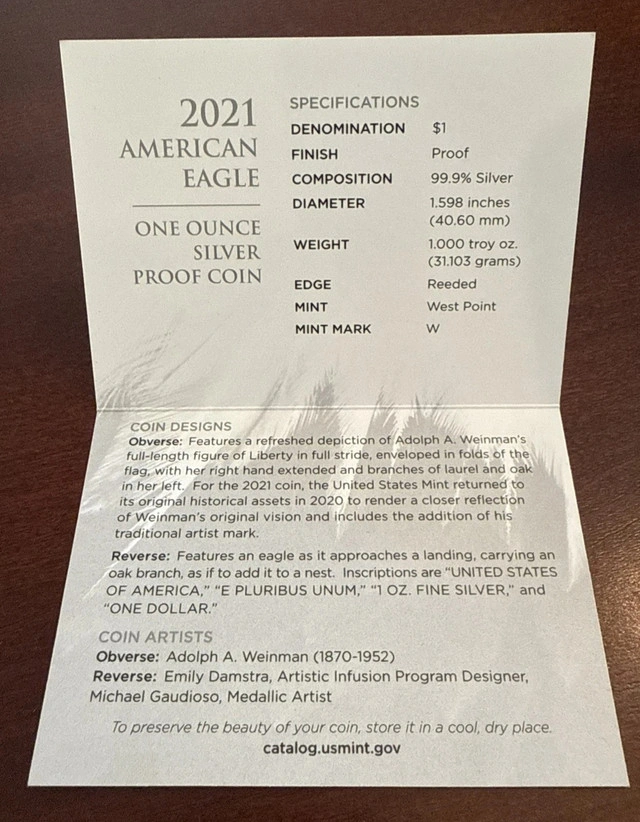 2021
AMERICAN
EAGLE
ONE OUNCE
SILVER
PROOF COIN
SPECIFICATIONS
DENOMINATION $1
FINISH Proof
COMPOSITION 99.9% Silver
DIAMETER 1.598 inches
(40.60 mm)
WEIGHT 1.000 troy oz.
(31.103 grams)
EDGE Reeded
MINT West Point
MINT MARK W
COIN DESIGNS
Obverse: Features a refreshed depiction of Adolph A. Weinman's
full-length figure of Liberty in full stride, enveloped in folds of the
flag, with her right hand extended and branches of laurel and oak
in her left. For the 2021 coin, the United States Mint returned to
its original historical assets in 2020 to render a closer reflection
of Weinman's original vision and includes the addition of his
traditional artist mark.
Reverse: Features an eagle as it approaches a landing, carrying an
oak branch, as if to add it to a nest. Inscriptions are "UNITED STATES
OF AMERICA," "E PLURIBUS UNUM," "1 OZ. FINE SILVER," and
"ONE DOLLAR."
COIN ARTISTS
Obverse: Adolph A. Weinman (1870-1952)
Reverse: Emily Damstra, Artistic Infusion Program Designer,
Michael Gaudioso, Medallic Artist
To preserve the beauty of your coin, store it in a cool, dry place.
catalog.usmint.gov